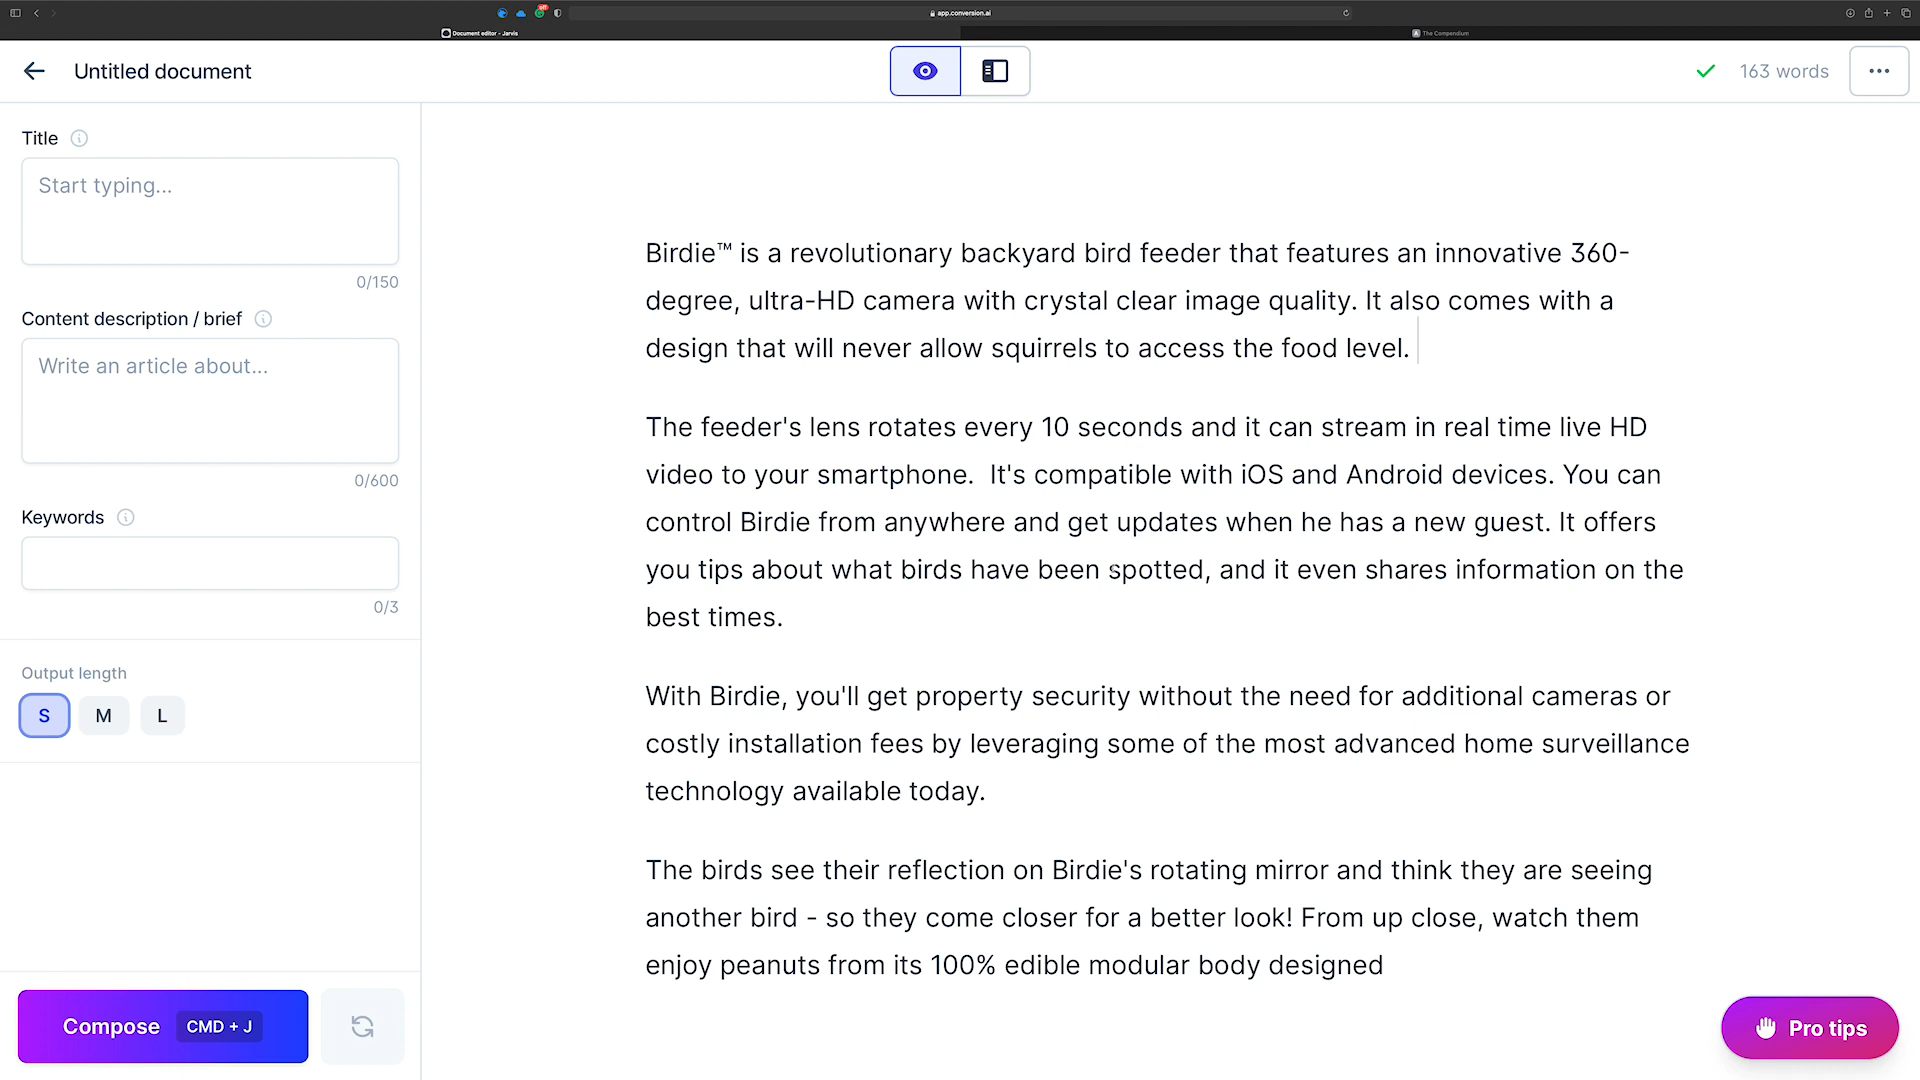 off
app.conversion.ai
Document editor - Jarvis
The Compendium
Untitled document
163 words
Title
Start typing...
0/150
Content description / brief
Write an article about...
0/600
Keywords
0/3
Output length
S M L
Compose CMD + J
Birdie™ is a revolutionary backyard bird feeder that features an innovative 360-
degree, ultra-HD camera with crystal clear image quality. It also comes with a
design that will never allow squirrels to access the food level.
The feeder's lens rotates every 10 seconds and it can stream in real time live HD
video to your smartphone.  It's compatible with iOS and Android devices. You can
control Birdie from anywhere and get updates when he has a new guest. It offers
you tips about what birds have been spotted, and it even shares information on the
best times.
With Birdie, you'll get property security without the need for additional cameras or
costly installation fees by leveraging some of the most advanced home surveillance
technology available today.
The birds see their reflection on Birdie's rotating mirror and think they are seeing
another bird - so they come closer for a better look! From up close, watch them
enjoy peanuts from its 100% edible modular body designed
Pro tips